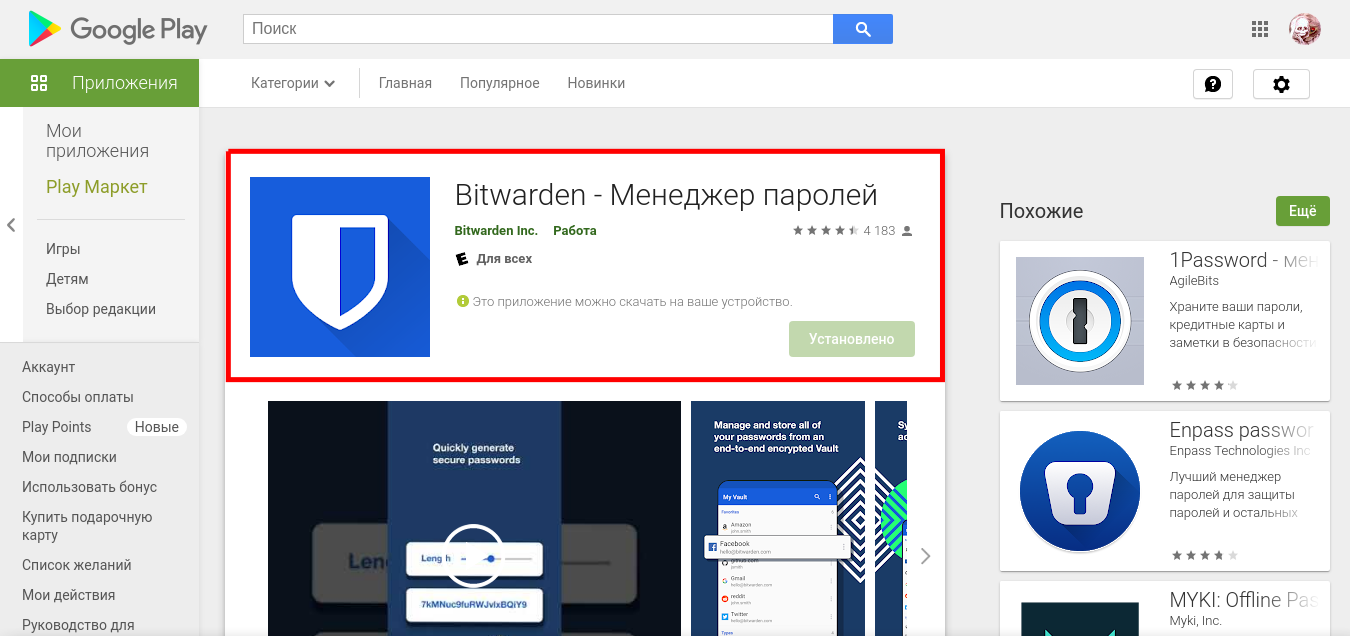 Google Play
Поиск
Приложения
Категории
Главная
Популярное
Новинки
Мои
приложения
Play Маркет
Игры
Детям
Выбор редакции
Аккаунт
Способы оплаты
Play Points Новые
Мои подписки
Использовать бонус
Купить подарочную
карту
Список желаний
Мои действия
Руководство для
Bitwarden - Менеджер паролей
Bitwarden Inc. Работа
4 183
Для всех
Это приложение можно скачать на ваше устройство.
Установлено
Quickly generate
secure passwords
Leng h
7kMNuc9fuRWJvlxBQiY9
Manage and store all of
your passwords from an
end-to-end encrypted Vault
My Vault
Favorites
Amazon
Facebook
hello@bitwarden.com
Gmail
hello@bitwarden.com
reddit
Twitter
Types
Похожие
Ещё
1Password - мен
AgileBits
Храните ваши пароли,
кредитные карты и
заметки в безопасности
Enpass passwor
Enpass Technologies Inc.
Лучший менеджер
паролей для защиты
паролей и остальных
MYKI: Offline Pas
Myki, Inc.